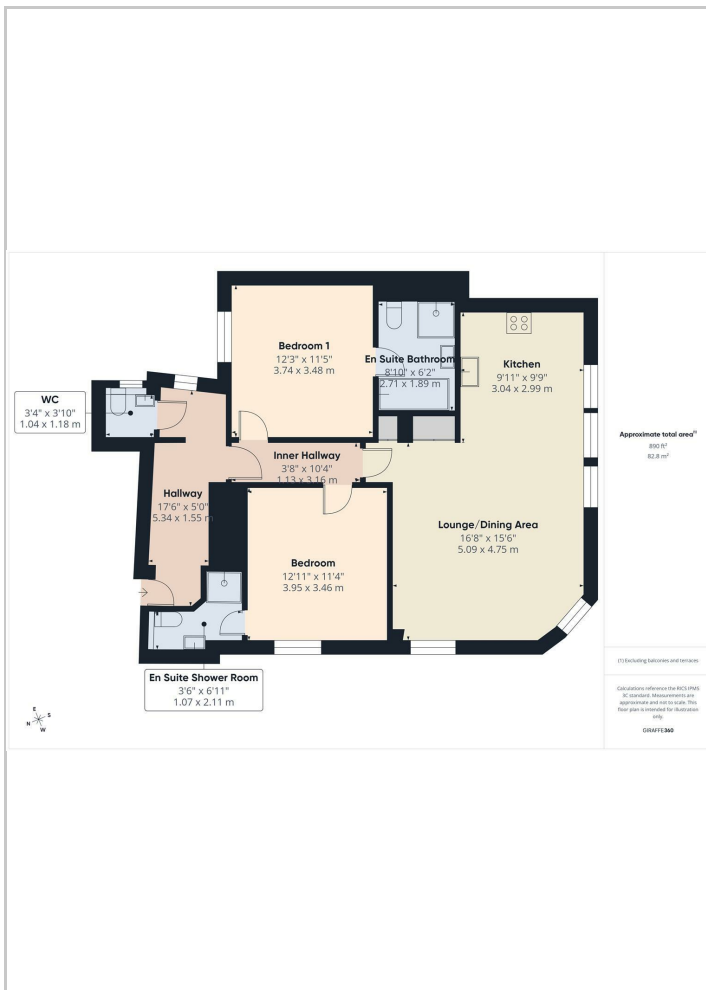 Bedroom 1
12'3" x 11'5"
3.74 x 3.48 m
En Suite Bathroom
8'10" x 6'2"
2.71 x 1.89 m
Kitchen
9'11" x 9'9"
3.04 x 2.99 m
WC
3'4" x 3'10"
1.04 x 1.18 m
Inner Hallway
3'8" x 10'4"
1.13 x 3.16 m
Hallway
17'6" x 5'0"
5.34 x 1.55 m
Lounge/Dining Area
16'8" x 15'6"
5.09 x 4.75 m
Bedroom
12'11" x 11'4"
3.95 x 3.46 m
En Suite Shower Room
3'6" x 6'11"
1.07 x 2.11 m
E
S
N
W
Approximate total area⁽¹⁾
890 ft²
82.8 m²
(1) Excluding balconies and terraces
Calculations reference the RICS IPMS
3C standard. Measurements are
approximate and not to scale. This
floor plan is intended for illustration
only.
GIRAFFE360